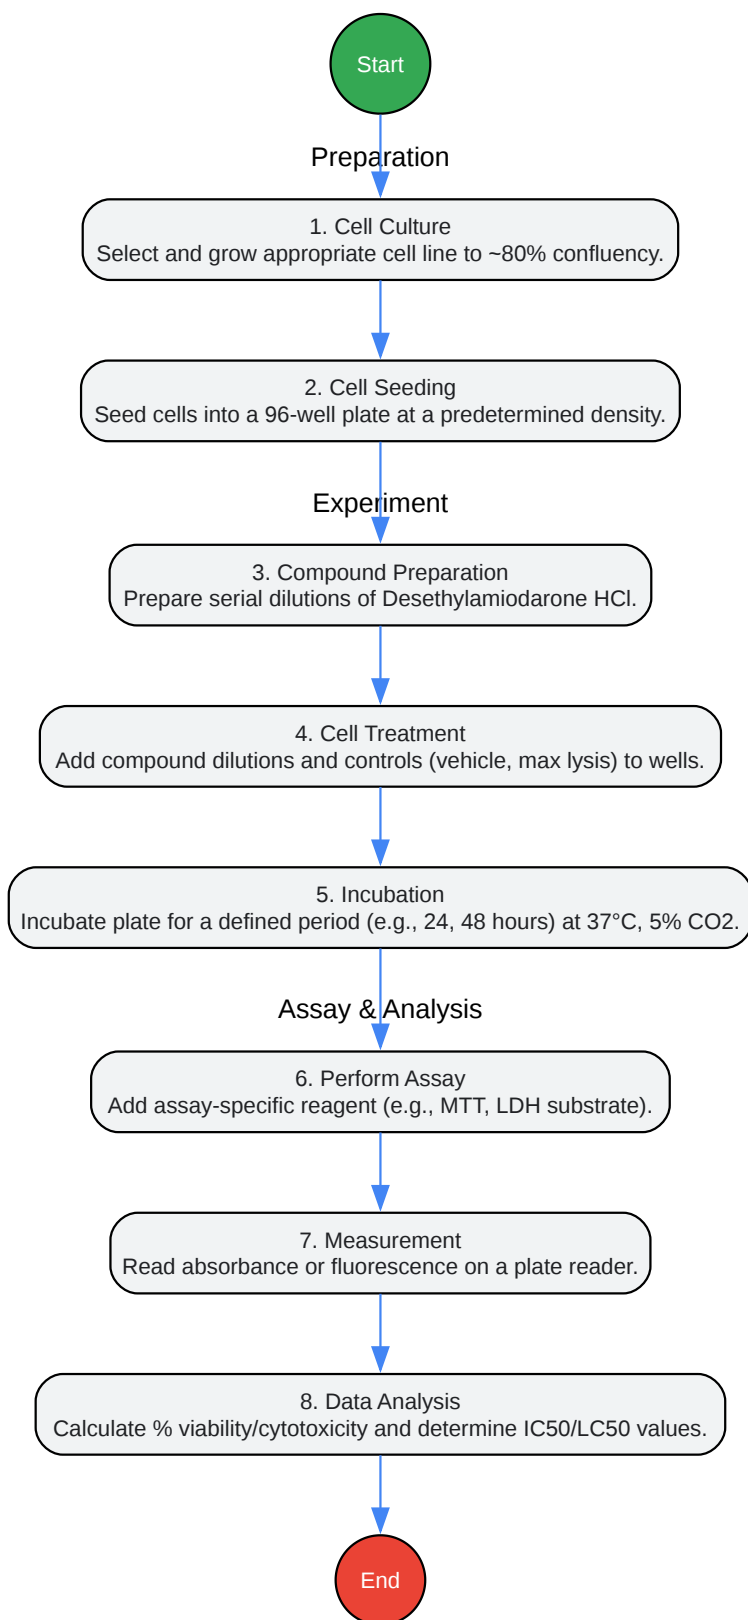 Start
Preparation
1. Cell Culture
Select and grow appropriate cell line to ~80% confluency.
2. Cell Seeding
Seed cells into a 96-well plate at a predetermined density.
Experiment
3. Compound Preparation
Prepare serial dilutions of Desethylamiodarone HCl.
4. Cell Treatment
Add compound dilutions and controls (vehicle, max lysis) to wells.
5. Incubation
Incubate plate for a defined period (e.g., 24, 48 hours) at 37°C, 5% CO2.
Assay & Analysis
6. Perform Assay
Add assay-specific reagent (e.g., MTT, LDH substrate).
7. Measurement
Read absorbance or fluorescence on a plate reader.
8. Data Analysis
Calculate % viability/cytotoxicity and determine IC50/LC50 values.
End